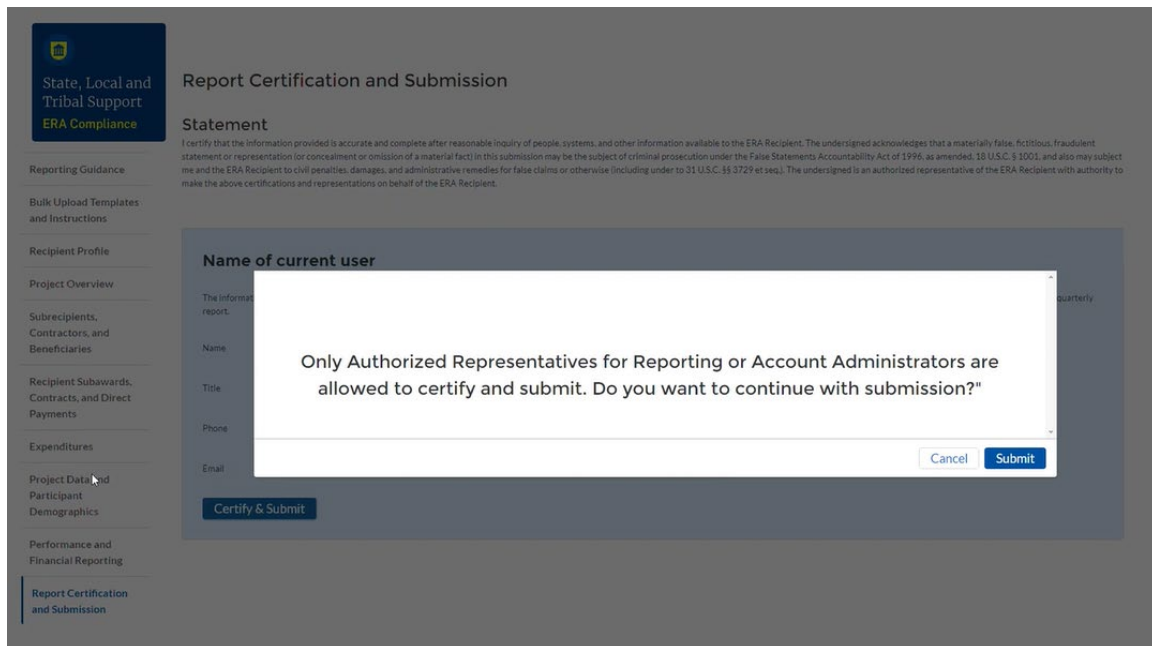 State, Local and
Tribal Support
ERA Compliance
Reporting Guidance
Bulk Upload Templates
and Instructions
Recipient Profile
Project Overview
Subrecipients,
Contractors, and
Beneficiaries
Recipient Subawards,
Contracts, and Direct
Payments
Expenditures
Project Data and
Participant
Demographics
Performance and
Financial Reporting
Report Certification
and Submission
Report Certification and Submission
Statement
I certify that the information provided is accurate and complete after reasonable inquiry of people, systems, and other information available to the ERA Recipient. The undersigned acknowledges that a materially false, fictitious, fraudulent
statement or representation (or concealment or omission of a material fact) in this submission may be the subject of criminal prosecution under the False Statements Accountability Act of 1996, as amended, 18 U.S.C. § 1001, and also may subject
me and the ERA Recipient to civil penalties, damages, and administrative remedies for false claims or otherwise (including under to 31 U.S.C. §§ 3729 et seq.). The undersigned is an authorized representative of the ERA Recipient with authority to
make the above certifications and representations on behalf of the ERA Recipient.
Name of current user
The quarterly
report.
Name
Title
Phone
Email
Certify & Submit
Only Authorized Representatives for Reporting or Account Administrators are
allowed to certify and submit. Do you want to continue with submission?"
Cancel
Submit